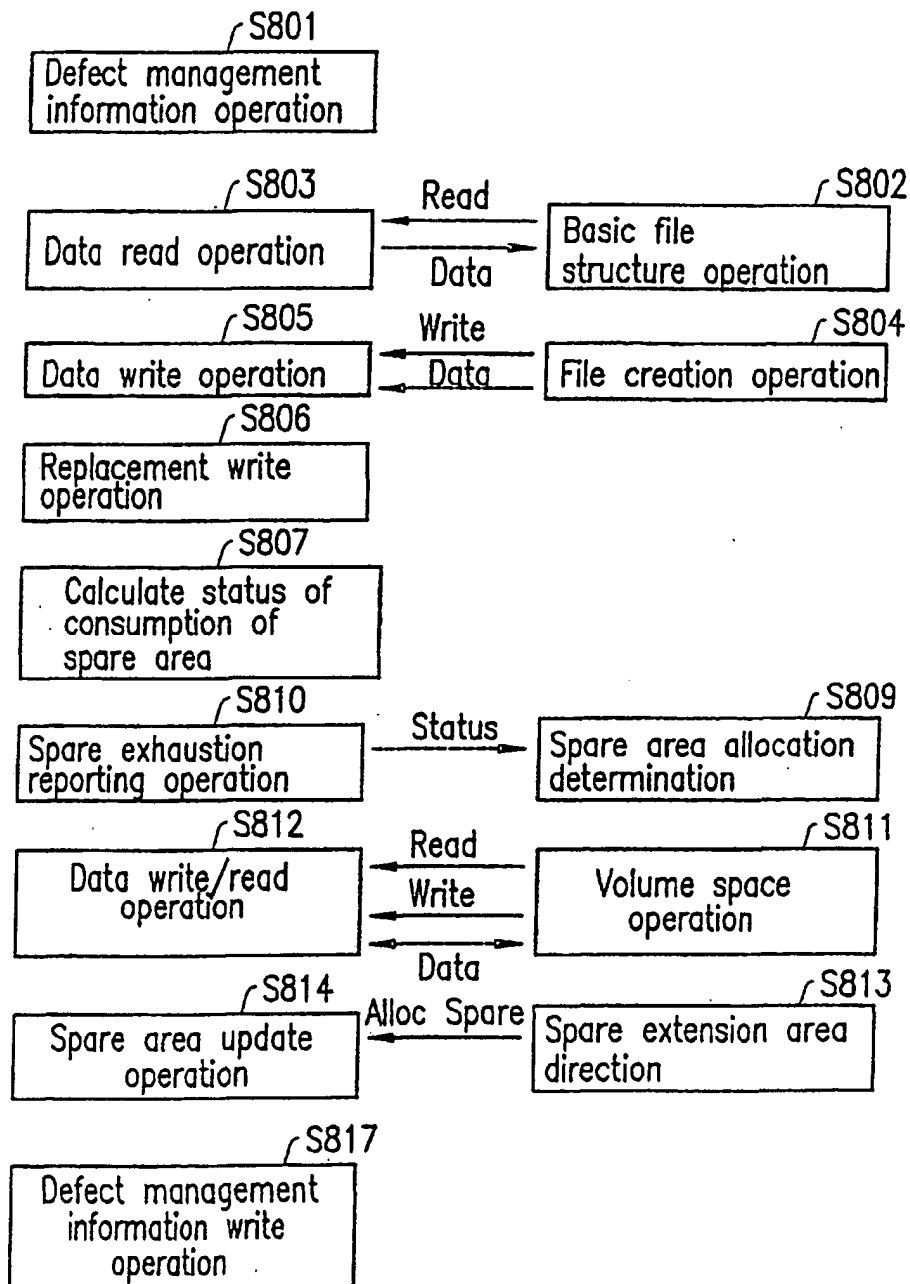 S801
Defect management
information operation
S803
Data read operation
Read
Data
S802
Basic file
structure operation
S805
Data write operation
Write
Data
S804
File creation operation
S806
Replacement write
operation
S807
Calculate status of
consumption of
spare area
S810
Spare exhaustion
reporting operation
Status
S809
Spare area allocation
determination
S812
Data write/read
operation
Read
Write
Data
S811
Volume space
operation
S814
Spare area update
operation
Alloc Spare
S813
Spare extension area
direction
S817
Defect management
information write
operation